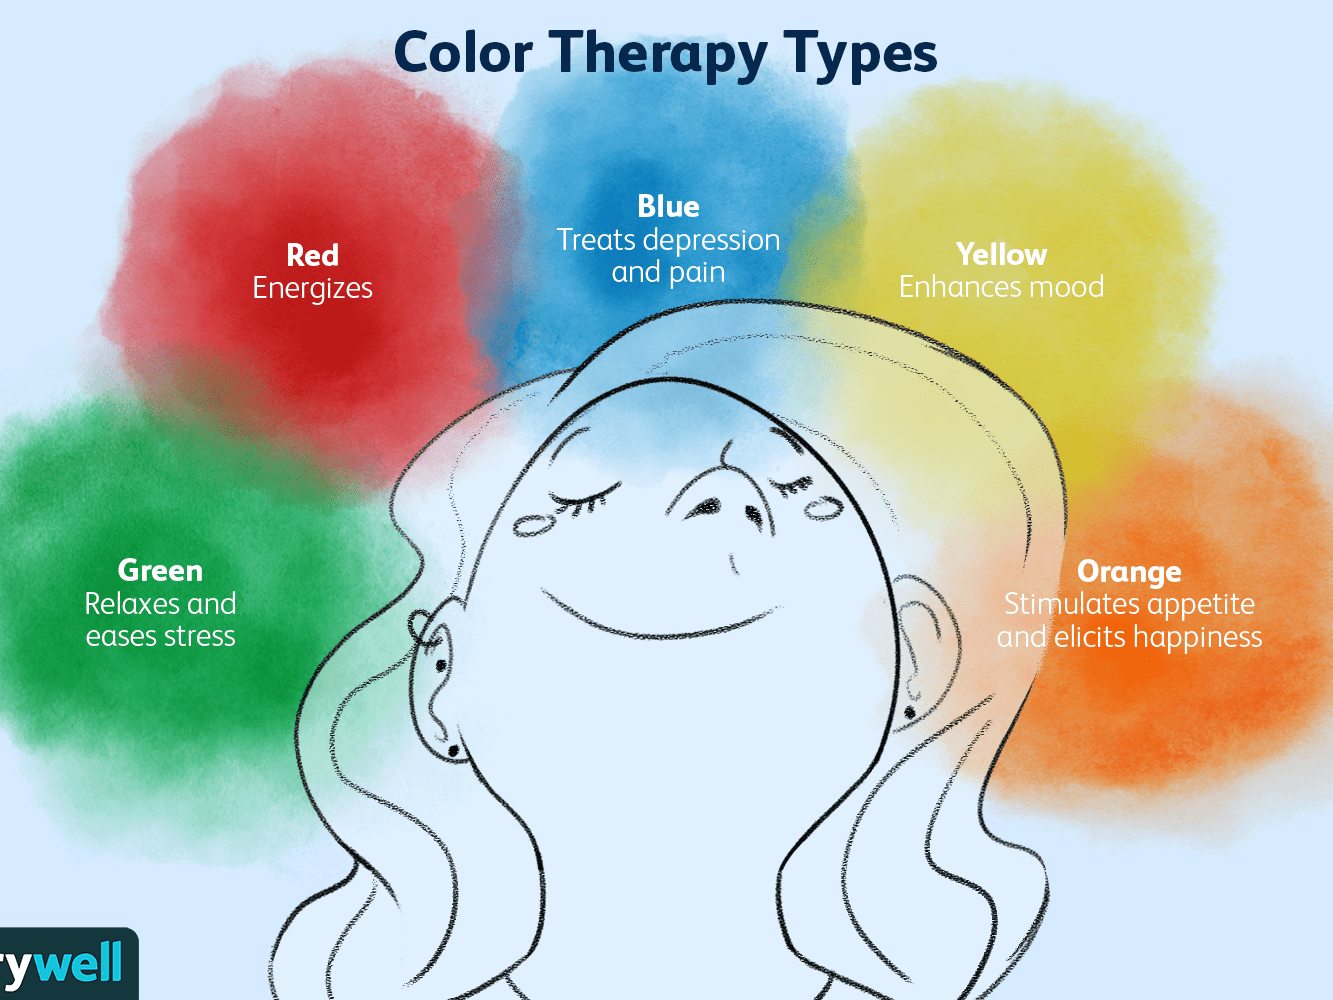 Color Therapy Types
Red
Energizes
Blue
Treats depression
and pain
Yellow
Enhances mood
Green
Relaxes and
eases stress
Orange
Stimulates appetite
and elicits happiness
rywell